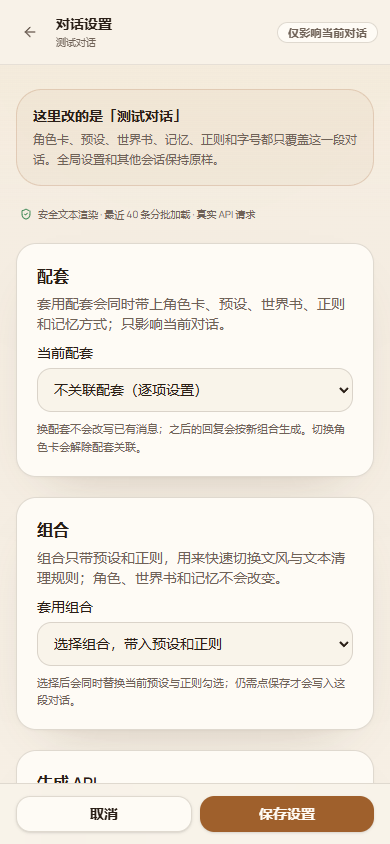 对话设置
测试对话
仅影响当前对话
这里改的是「测试对话」
角色卡、预设、世界书、记忆、正则和字号都只覆盖这一段对
话。全局设置和其他会话保持原样。
安全文本渲染 · 最近 40 条分批加载 · 真实 API 请求
配套
套用配套会同时带上角色卡、预设、世界书、正则
和记忆方式；只影响当前对话。
当前配套
不关联配套（逐项设置）
换配套不会改写已有消息；之后的回复会按新组合生成。切换角
色卡会解除配套关联。
组合
组合只带预设和正则，用来快速切换文风与文本清
理规则；角色、世界书和记忆不会改变。
套用组合
选择组合，带入预设和正则
选择后会同时替换当前预设与正则勾选；仍需点保存才会写入这
段对话。
生成 API
取消
保存设置